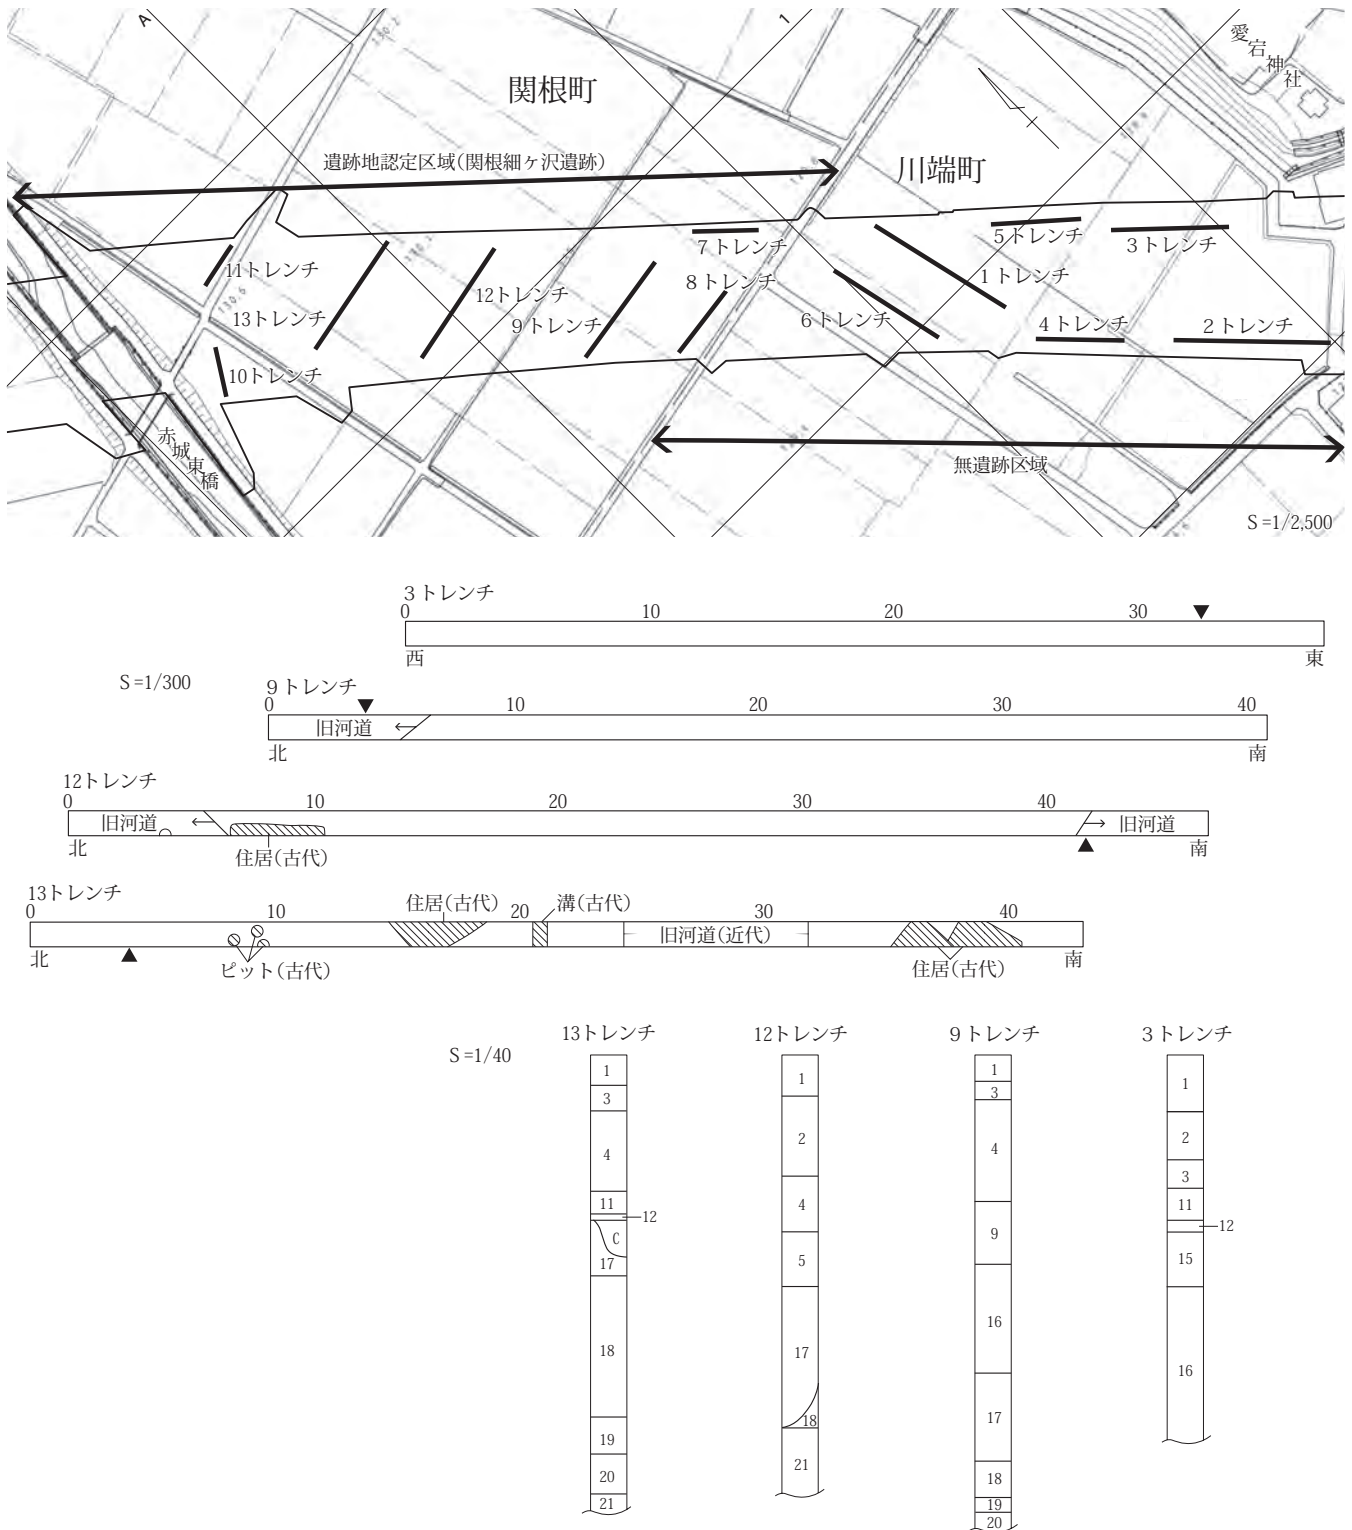 A
1
関根町
川端町
愛宕神社
遺跡地認定区域(関根細ヶ沢遺跡)
130.2
130.2
130.6
7トレンチ
5トレンチ
3トレンチ
11トレンチ
8トレンチ
1トレンチ
12トレンチ
13トレンチ
9トレンチ
6トレンチ
4トレンチ
2トレンチ
10トレンチ
赤城東橋
無遺跡区域
S=1/2,500
3トレンチ
0 10 20 30
西 東
S=1/300
9トレンチ
0 10 20 30 40
旧河道
北 南
12トレンチ
0 10 20 30 40
旧河道 旧河道
北 南
住居(古代)
13トレンチ
0 10 20 30 40
住居(古代) 溝(古代)
旧河道(近代)
北 南
ピット(古代) 住居(古代)
S=1/40
13トレンチ
1
3
4
11
12
C
17
18
19
20
21
12トレンチ
1
2
4
5
17
18
21
9トレンチ
1
3
4
9
16
17
18
19
20
3トレンチ
1
2
3
11
12
15
16